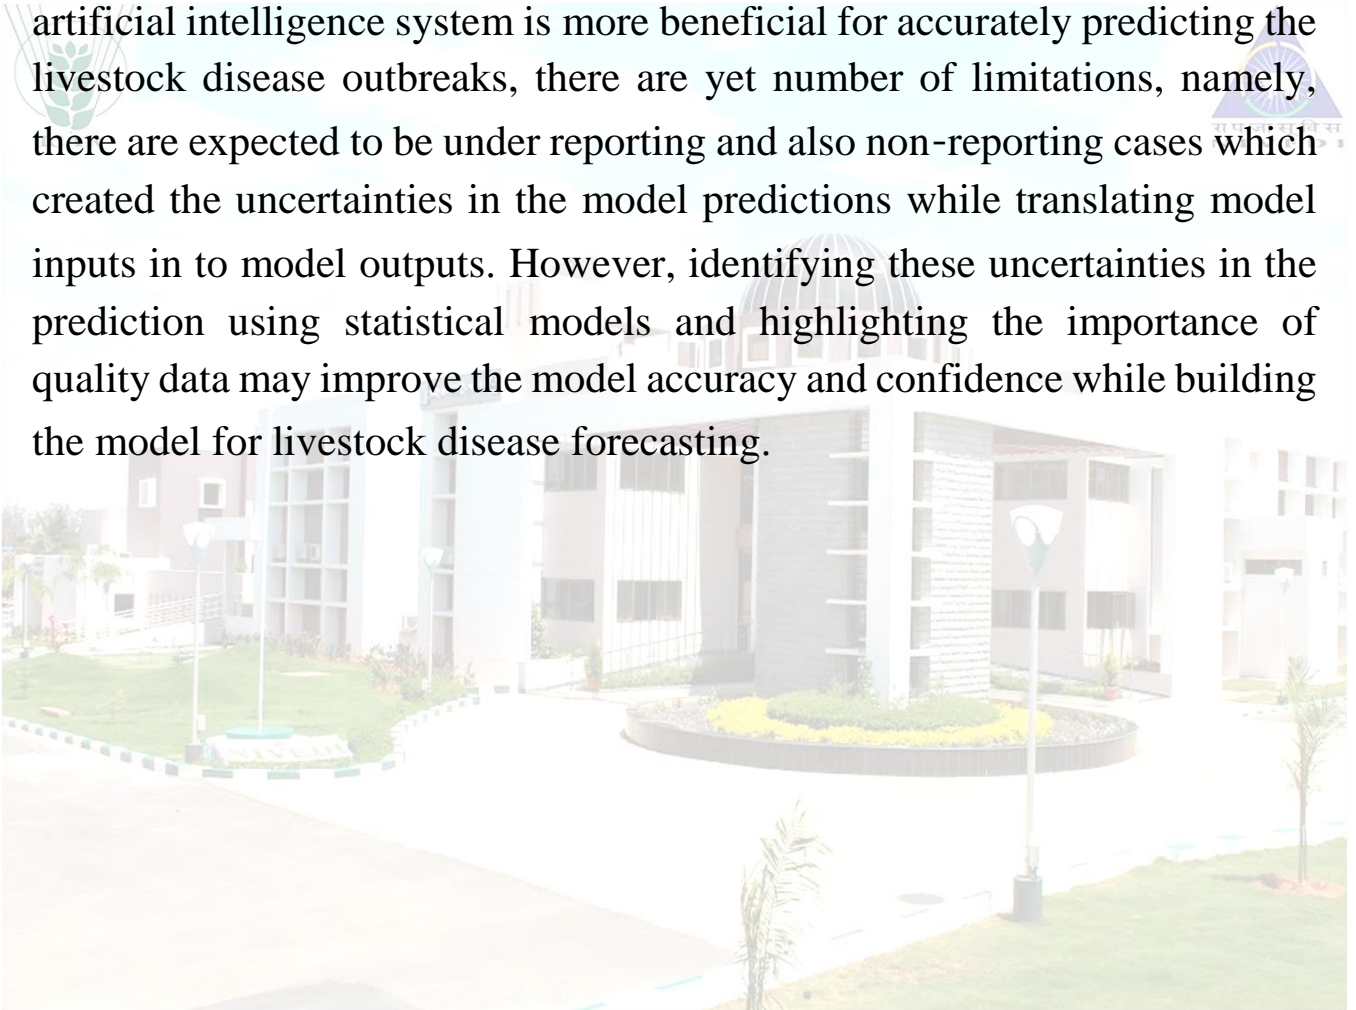 artificial intelligence system is more beneficial for accurately predicting the
livestock disease outbreaks, there are yet number of limitations, namely,
there are expected to be under reporting and also non-reporting cases which
created the uncertainties in the model predictions while translating model
inputs in to model outputs. However, identifying these uncertainties in the
prediction using statistical models and highlighting the importance of
quality data may improve the model accuracy and confidence while building
the model for livestock disease forecasting.
NIVEDI